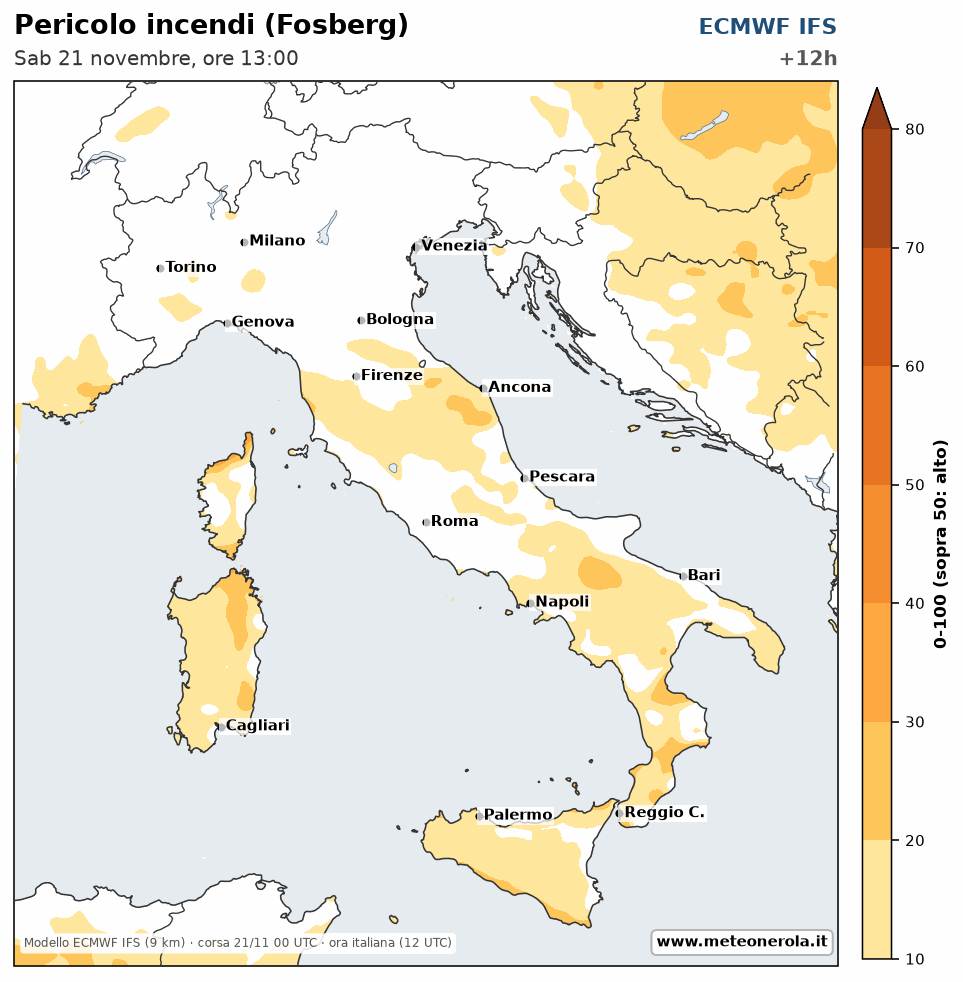 Pericolo incendi (Fosberg)
ECMWF IFS
Sab 21 novembre, ore 13:00
+12h
Milano
Venezia
Torino
Genova
Bologna
Firenze
Ancona
Pescara
Roma
Bari
Napoli
Cagliari
Palermo
Reggio C.
80
70
60
50
40
30
20
10
0-100 (sopra 50: alto)
Modello ECMWF IFS (9 km) · corsa 21/11 00 UTC · ora italiana (12 UTC)
www.meteonerola.it